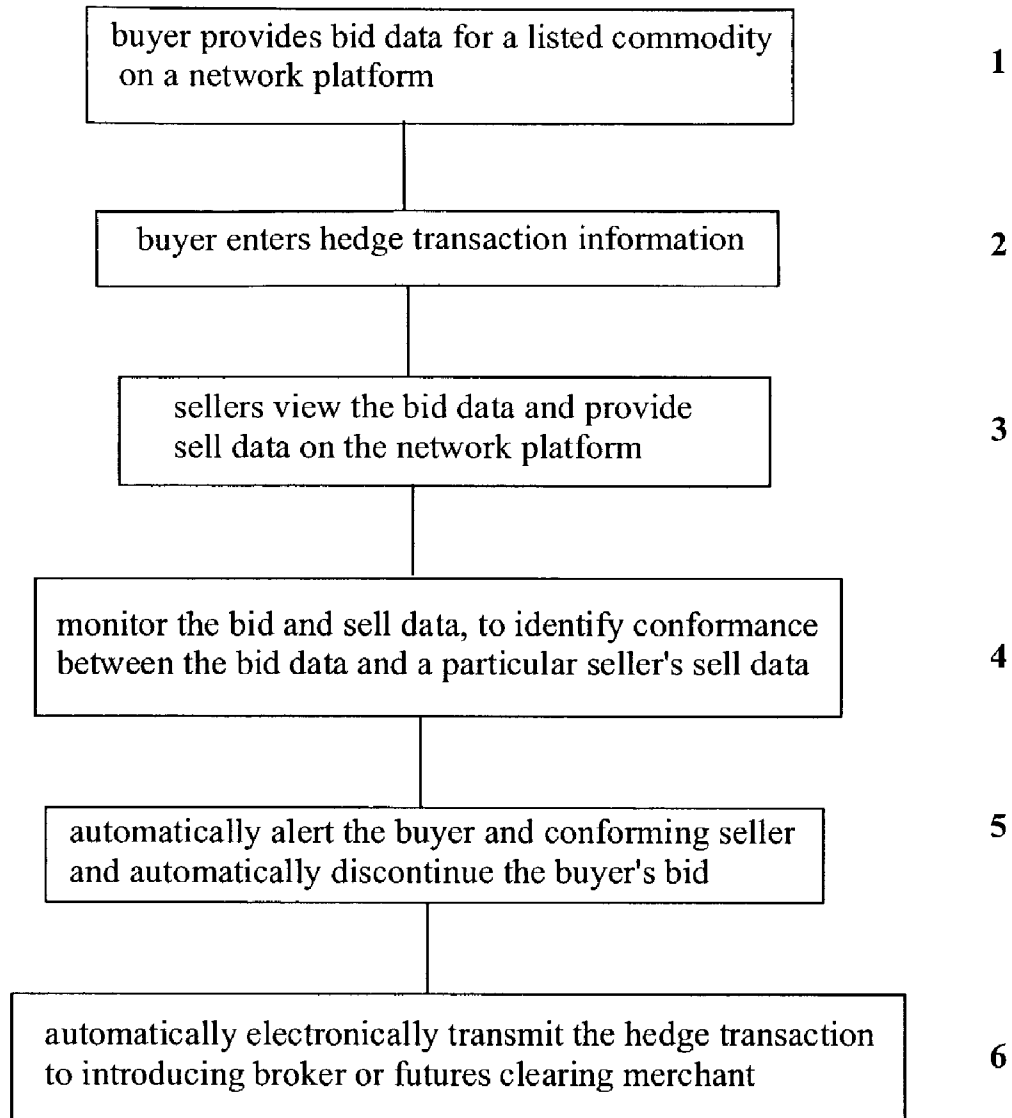 buyer provides bid data for a listed commodity
on a network platform
1
buyer enters hedge transaction information
2
sellers view the bid data and provide
sell data on the network platform
3
monitor the bid and sell data, to identify conformance
between the bid data and a particular seller's sell data
4
automatically alert the buyer and conforming seller
and automatically discontinue the buyer's bid
5
automatically electronically transmit the hedge transaction
to introducing broker or futures clearing merchant
6